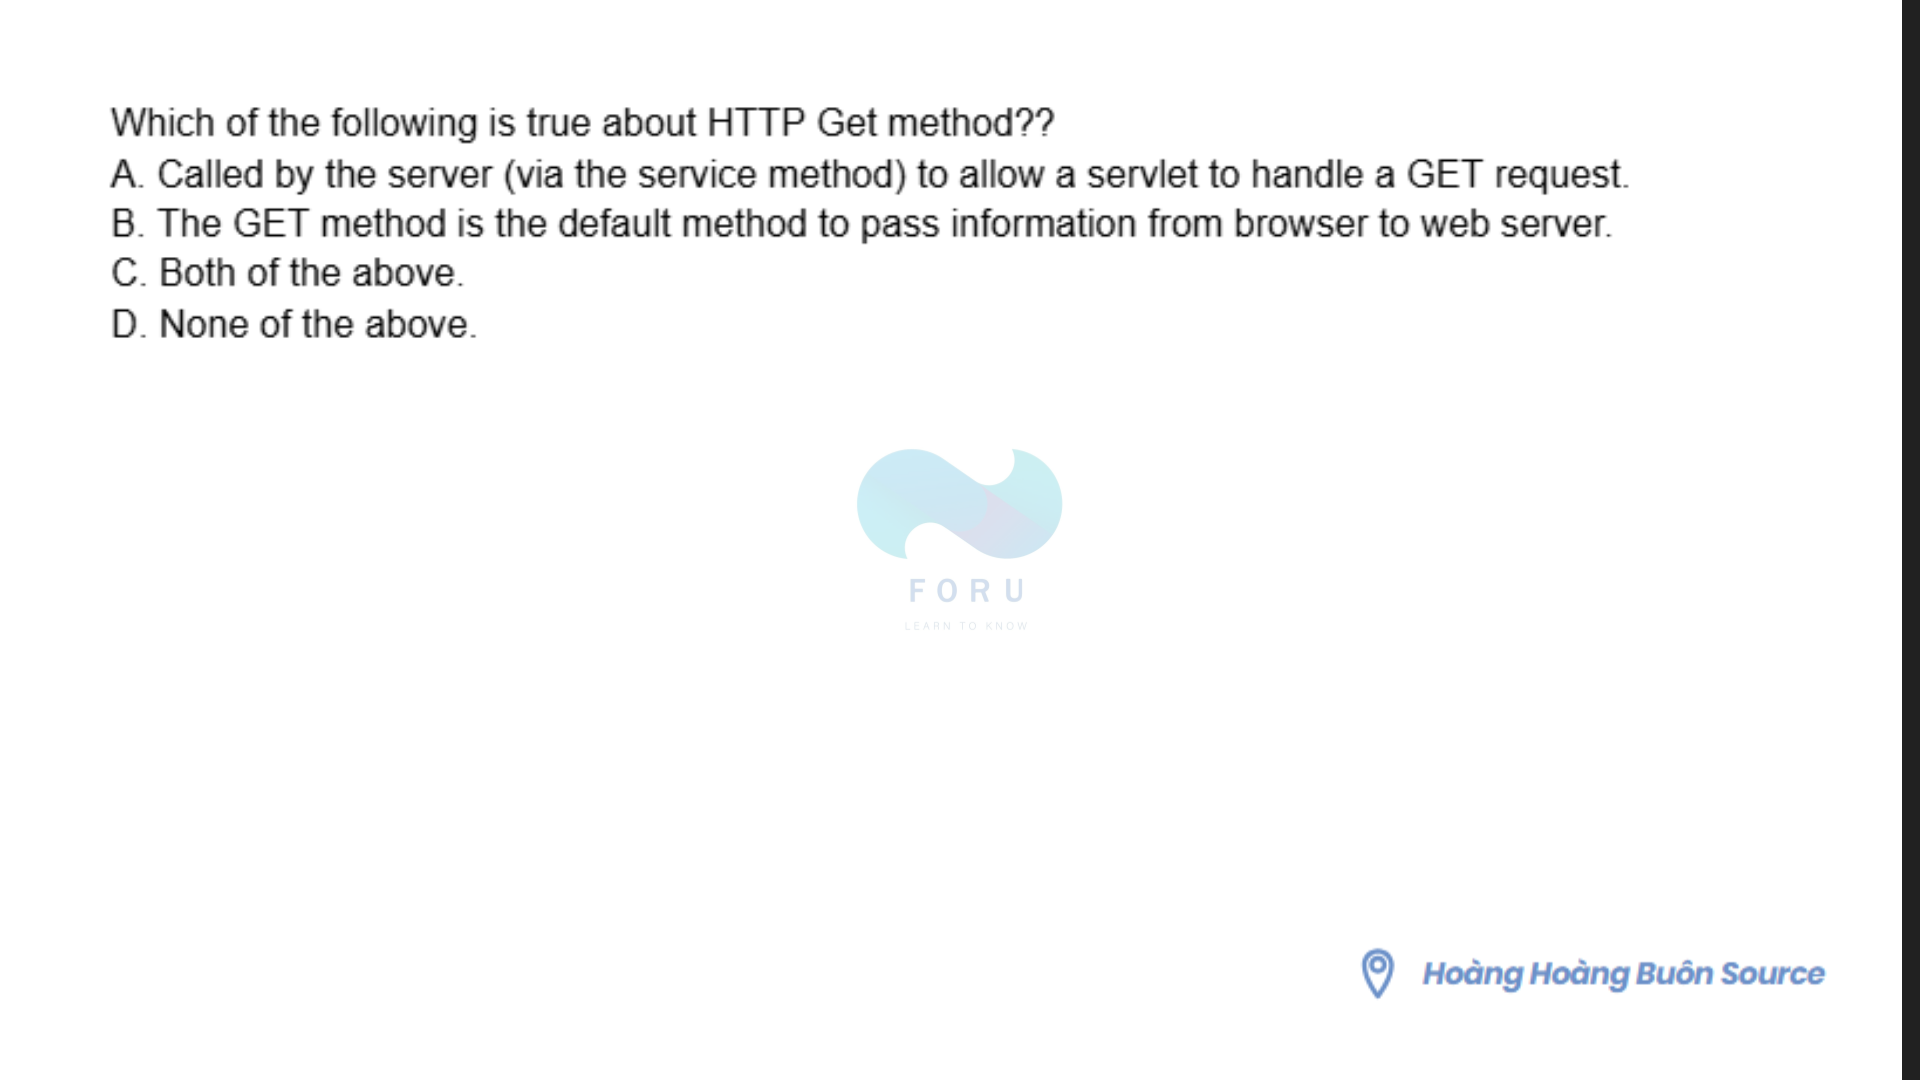 Which of the following is true about HTTP Get method??
A. Called by the server (via the service method) to allow a servlet to handle a GET request.
B. The GET method is the default method to pass information from browser to web server.
C. Both of the above.
D. None of the above.
FORU
LEARN TO KNOW
Hoàng Hoàng Buôn Source